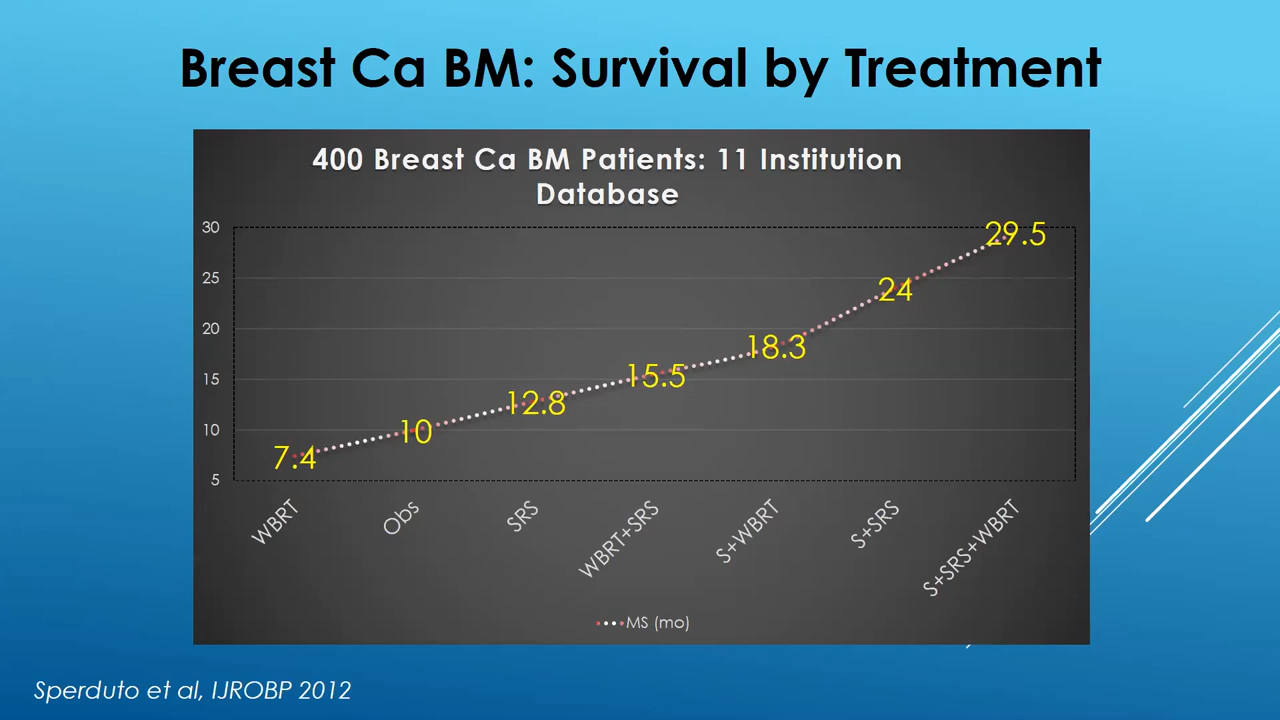 Breast Ca BM: Survival by Treatment
400 Breast Ca BM Patients: 11 Institution
Database
30
25
20
15
10
5
7.4
10
12.8
15.5
18.3
24
29.5
WBRT
Obs
SRS
WBRT+SRS
S+WBRT
S+SRS
S+SRS+WBRT
MS (mo)
Sperduto et al, IJROBP 2012